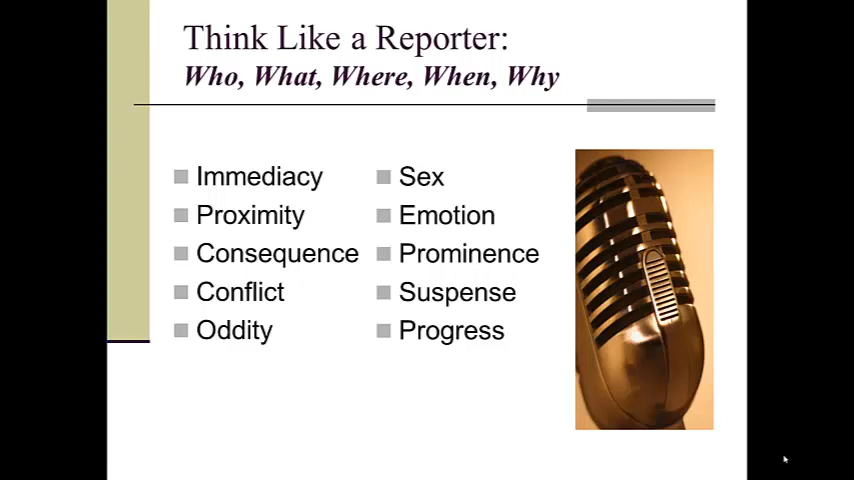 Think Like a Reporter:
Who, What, Where, When, Why
Immediacy
Proximity
Consequence
Conflict
Oddity
Sex
Emotion
Prominence
Suspense
Progress